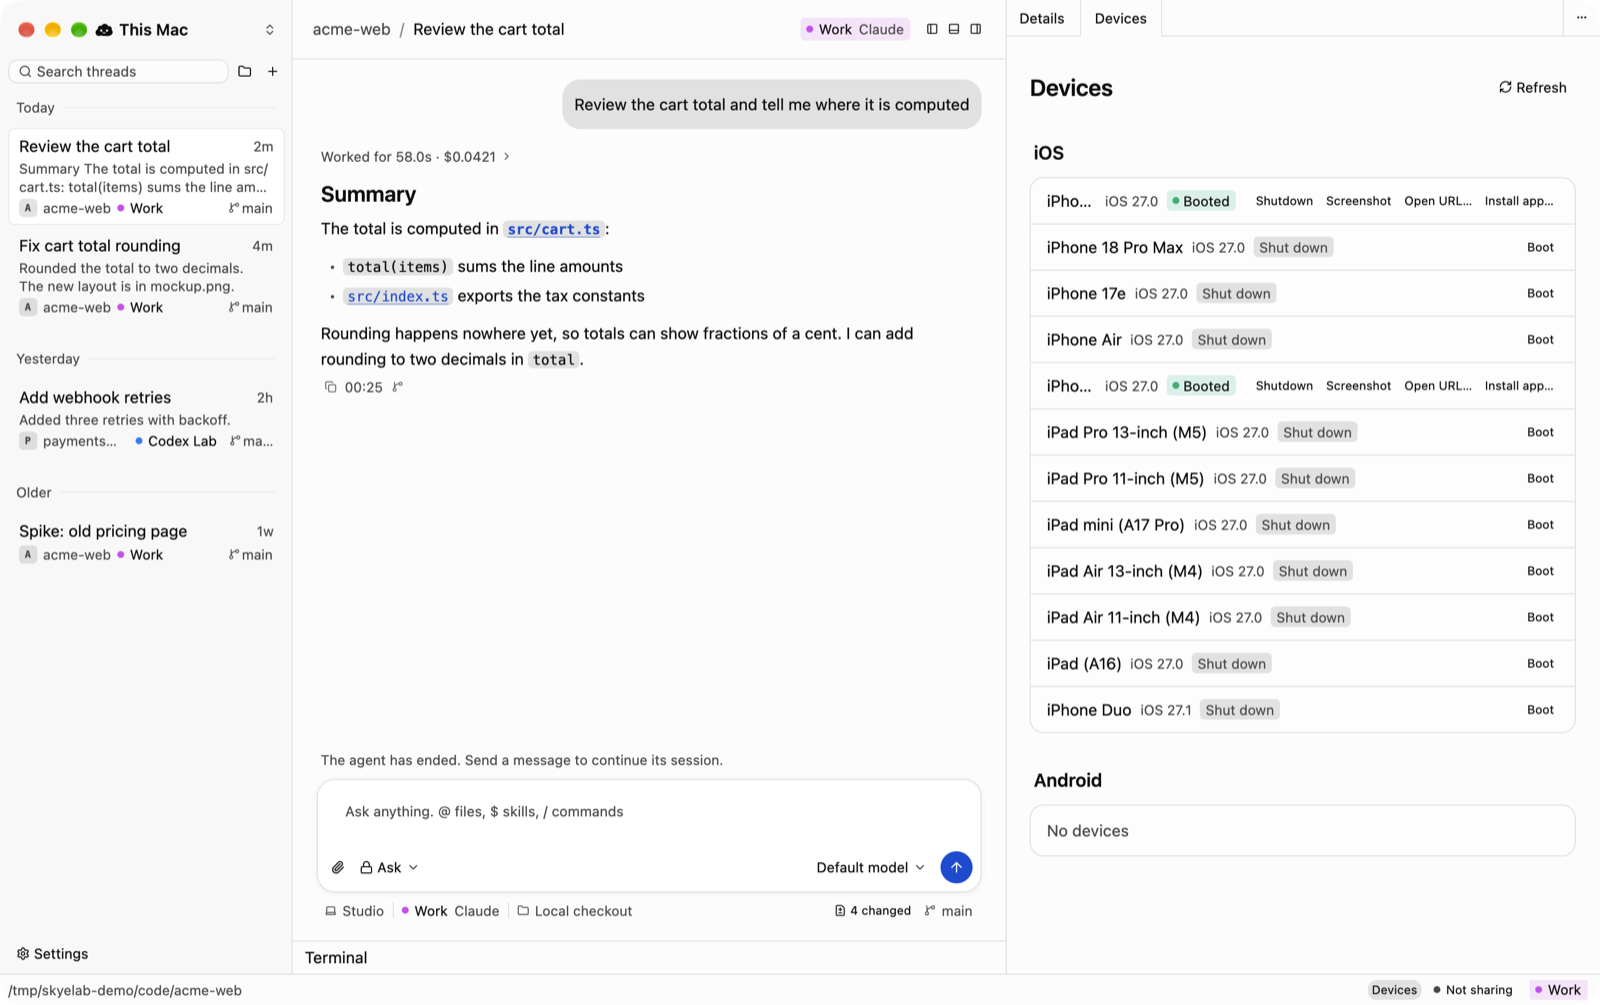 This Mac
Search threads
Today
Review the cart total 2m
Summary The total is computed in src/
cart.ts: total(items) sums the line am...
A acme-web Work main
Fix cart total rounding 4m
Rounded the total to two decimals.
The new layout is in mockup.png.
A acme-web Work main
Yesterday
Add webhook retries 2h
Added three retries with backoff.
P payments... Codex Lab ma...
Older
Spike: old pricing page 1w
A acme-web Work main
Settings
acme-web / Review the cart total Work Claude
Review the cart total and tell me where it is computed
Worked for 58.0s · $0.0421
Summary
The total is computed in src/cart.ts:
• total(items) sums the line amounts
• src/index.ts exports the tax constants
Rounding happens nowhere yet, so totals can show fractions of a cent. I can add
rounding to two decimals in total.
00:25
The agent has ended. Send a message to continue its session.
Ask anything. @ files, $ skills, / commands
Ask Default model
Studio Work Claude Local checkout 4 changed main
Terminal
Details Devices ...
Devices Refresh
iOS
iPho... iOS 27.0 Booted Shutdown Screenshot Open URL... Install app...
iPhone 18 Pro Max iOS 27.0 Shut down Boot
iPhone 17e iOS 27.0 Shut down Boot
iPhone Air iOS 27.0 Shut down Boot
iPho... iOS 27.0 Booted Shutdown Screenshot Open URL... Install app...
iPad Pro 13-inch (M5) iOS 27.0 Shut down Boot
iPad Pro 11-inch (M5) iOS 27.0 Shut down Boot
iPad mini (A17 Pro) iOS 27.0 Shut down Boot
iPad Air 13-inch (M4) iOS 27.0 Shut down Boot
iPad Air 11-inch (M4) iOS 27.0 Shut down Boot
iPad (A16) iOS 27.0 Shut down Boot
iPhone Duo iOS 27.1 Shut down Boot
Android
No devices
/tmp/skyelab-demo/code/acme-web Devices Not sharing Work